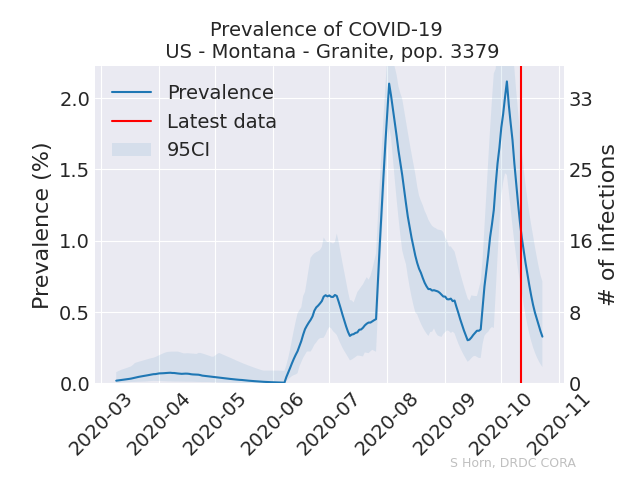 Prevalence of COVID-19
US - Montana - Granite, pop. 3379
Prevalence (%)
2.0
1.5
1.0
0.5
0.0
Prevalence
Latest data
95CI
33
25
16
8
0
# of infections
2020-03
2020-04
2020-05
2020-06
2020-07
2020-08
2020-09
2020-10
2020-11
S Horn, DRDC CORA